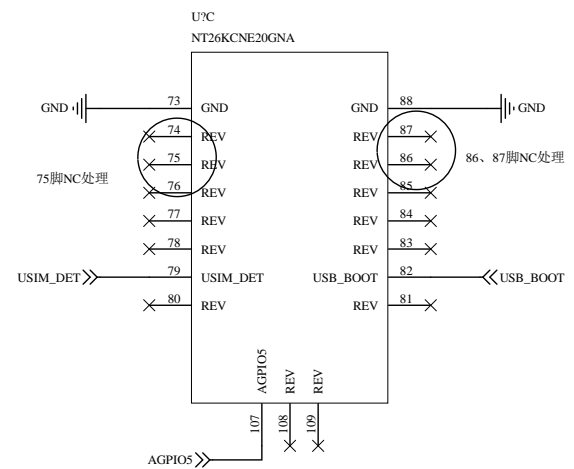 U?C
NT26KCNE20GNA
GND 73 GND GND 88 GND
74 REV REV 87
75 REV REV 86
86、87脚NC处理
75脚NC处理
76 REV REV 85
77 REV REV 84
78 REV REV 83
USIM_DET 79 USIM_DET USB_BOOT 82 USB_BOOT
80 REV REV 81
AGPIO5 REV REV
107 108 109
AGPIO5